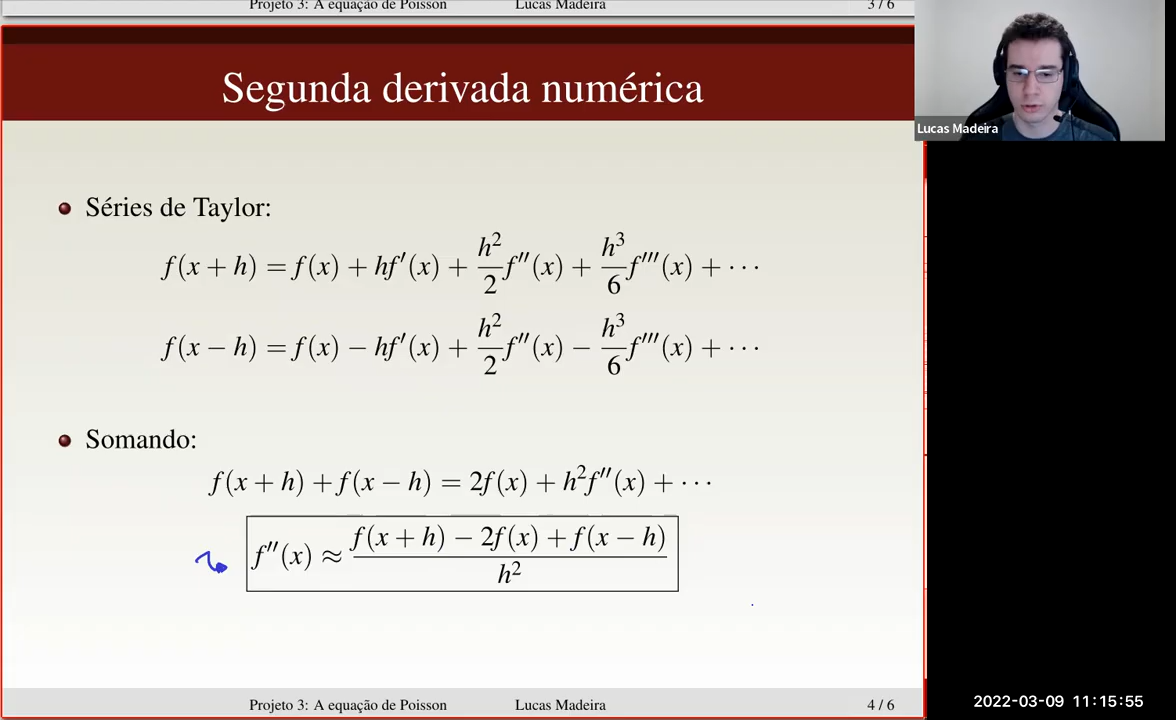 Projeto 3: A equação de Poisson Lucas Madeira 3 / 6
Segunda derivada numérica
Lucas Madeira
Séries de Taylor:
f(x + h) = f(x) + hf′(x) + h²/2 f″(x) + h³/6 f‴(x) + ⋯
f(x − h) = f(x) − hf′(x) + h²/2 f″(x) − h³/6 f‴(x) + ⋯
Somando:
f(x + h) + f(x − h) = 2f(x) + h²f″(x) + ⋯
f″(x) ≈ f(x + h) − 2f(x) + f(x − h) / h²
Projeto 3: A equação de Poisson Lucas Madeira 4 / 6
2022-03-09 11:15:55